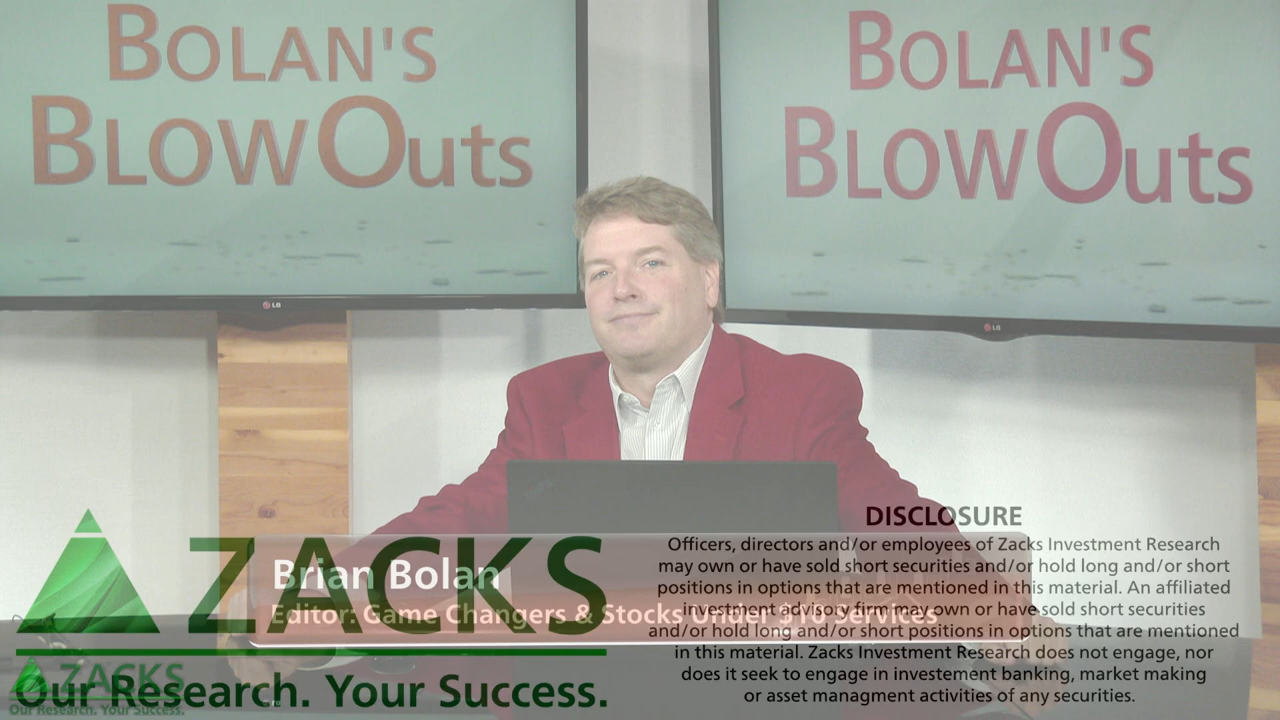 BOLAN'S
BLOWOuts
BOLAN'S
BLOWOuts
LG
LG
DISCLOSURE
Officers, directors and/or employees of Zacks Investment Research
may own or have sold short securities and/or hold long and/or short
positions in options that are mentioned in this material. An affiliated
investment advisory firm may own or have sold short securities
and/or hold long and/or short positions in options that are mentioned
in this material. Zacks Investment Research does not engage, nor
does it seek to engage in investement banking, market making
or asset managment activities of any securities.
ZACKS
Brian Bolan
Editor: Game Changers & Stocks Under $10 Services
Our Research. Your Success.
ZACKS
Our Research. Your Success.